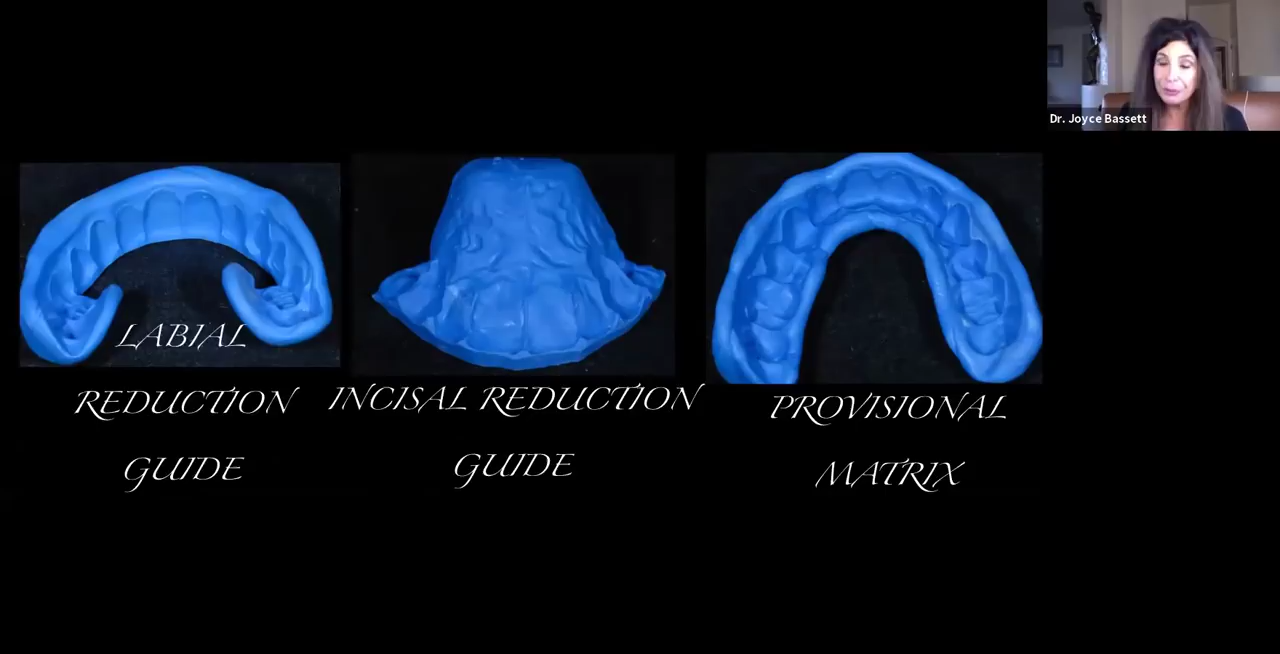 Dr. Joyce Bassett
LABIAL
REDUCTION
GUIDE
INCISAL REDUCTION
GUIDE
PROVISIONAL
MATRIX